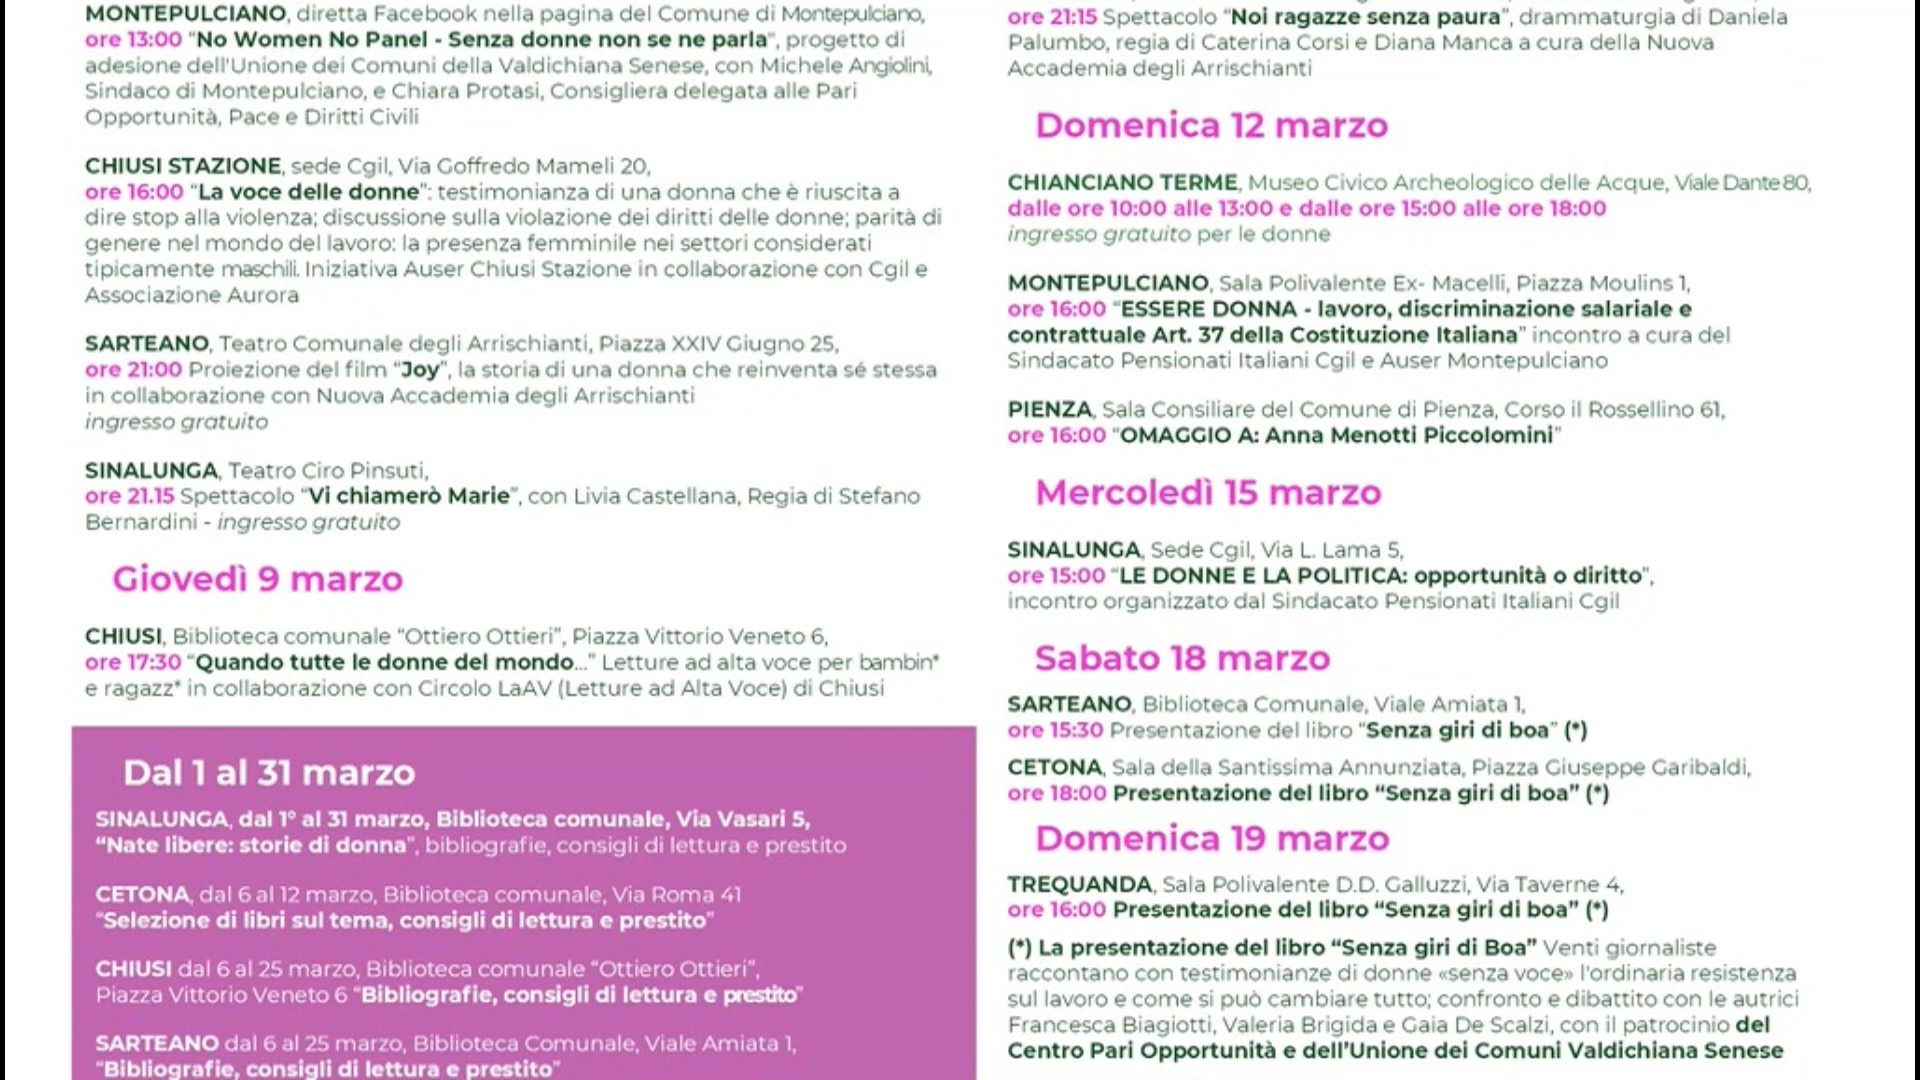 MONTEPULCIANO, diretta Facebook nella pagina del Comune di Montepulciano,
ore 13:00 “No Women No Panel - Senza donne non se ne parla“, progetto di
adesione dell'Unione dei Comuni della Valdichiana Senese, con Michele Angiolini,
Sindaco di Montepulciano, e Chiara Protasi, Consigliera delegata alle Pari
Opportunità, Pace e Diritti Civili
CHIUSI STAZIONE, sede Cgil, Via Goffredo Mameli 20,
ore 16:00 “La voce delle donne”: testimonianza di una donna che è riuscita a
dire stop alla violenza; discussione sulla violazione dei diritti delle donne; parità di
genere nel mondo del lavoro: la presenza femminile nei settori considerati
tipicamente maschili. Iniziativa Auser Chiusi Stazione in collaborazione con Cgil e
Associazione Aurora
SARTEANO, Teatro Comunale degli Arrischianti, Piazza XXIV Giugno 25,
ore 21:00 Proiezione del film “Joy”, la storia di una donna che reinventa sé stessa
in collaborazione con Nuova Accademia degli Arrischianti
ingresso gratuito
SINALUNGA, Teatro Ciro Pinsuti,
ore 21.15 Spettacolo “Vi chiamerò Marie”, con Livia Castellana, Regia di Stefano
Bernardini - ingresso gratuito
Giovedì 9 marzo
CHIUSI, Biblioteca comunale “Ottiero Ottieri”, Piazza Vittorio Veneto 6,
ore 17:30 “Quando tutte le donne del mondo...” Letture ad alta voce per bambin*
e ragazz* in collaborazione con Circolo LaAV (Letture ad Alta Voce) di Chiusi
Dal 1 al 31 marzo
SINALUNGA, dal 1° al 31 marzo, Biblioteca comunale, Via Vasari 5,
“Nate libere: storie di donna”, bibliografie, consigli di lettura e prestito
CETONA, dal 6 al 12 marzo, Biblioteca comunale, Via Roma 41
“Selezione di libri sul tema, consigli di lettura e prestito”
CHIUSI dal 6 al 25 marzo, Biblioteca comunale “Ottiero Ottieri”,
Piazza Vittorio Veneto 6 “Bibliografie, consigli di lettura e prestito”
SARTEANO dal 6 al 25 marzo, Biblioteca Comunale, Viale Amiata 1,
“Bibliografie, consigli di lettura e prestito”
ore 21:15 Spettacolo “Noi ragazze senza paura”, drammaturgia di Daniela
Palumbo, regia di Caterina Corsi e Diana Manca a cura della Nuova
Accademia degli Arrischianti
Domenica 12 marzo
CHIANCIANO TERME, Museo Civico Archeologico delle Acque, Viale Dante 80,
dalle ore 10:00 alle 13:00 e dalle ore 15:00 alle ore 18:00
ingresso gratuito per le donne
MONTEPULCIANO, Sala Polivalente Ex- Macelli, Piazza Moulins 1,
ore 16:00 “ESSERE DONNA - lavoro, discriminazione salariale e
contrattuale Art. 37 della Costituzione Italiana” incontro a cura del
Sindacato Pensionati Italiani Cgil e Auser Montepulciano
PIENZA, Sala Consiliare del Comune di Pienza, Corso il Rossellino 61,
ore 16:00 “OMAGGIO A: Anna Menotti Piccolomini”
Mercoledì 15 marzo
SINALUNGA, Sede Cgil, Via L. Lama 5,
ore 15:00 “LE DONNE E LA POLITICA: opportunità o diritto”,
incontro organizzato dal Sindacato Pensionati Italiani Cgil
Sabato 18 marzo
SARTEANO, Biblioteca Comunale, Viale Amiata 1,
ore 15:30 Presentazione del libro “Senza giri di boa” (*)
CETONA, Sala della Santissima Annunziata, Piazza Giuseppe Garibaldi,
ore 18:00 Presentazione del libro “Senza giri di boa” (*)
Domenica 19 marzo
TREQUANDA, Sala Polivalente D.D. Galluzzi, Via Taverne 4,
ore 16:00 Presentazione del libro “Senza giri di boa” (*)
(*) La presentazione del libro “Senza giri di Boa” Venti giornaliste
raccontano con testimonianze di donne «senza voce» l'ordinaria resistenza
sul lavoro e come si può cambiare tutto; confronto e dibattito con le autrici
Francesca Biagiotti, Valeria Brigida e Gaia De Scalzi, con il patrocinio del
Centro Pari Opportunità e dell’Unione dei Comuni Valdichiana Senese